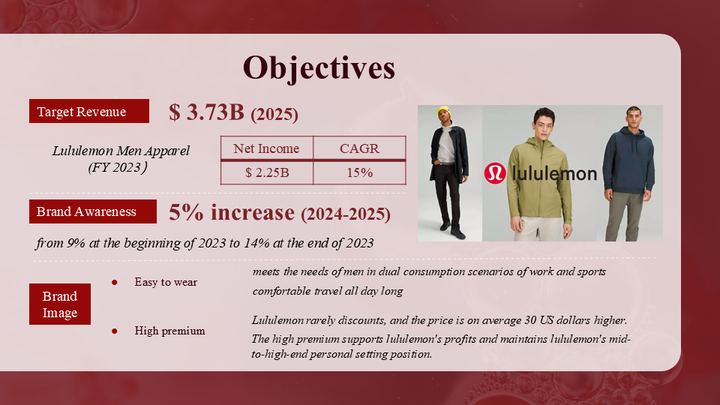 Objectives
Target Revenue
$ 3.73B (2025)
Lululemon Men Apparel
(FY 2023)
Net Income CAGR
$ 2.25B 15%
lululemon
Brand Awareness
5% increase (2024-2025)
from 9% at the beginning of 2023 to 14% at the end of 2023
Brand
Image
• Easy to wear
meets the needs of men in dual consumption scenarios of work and sports
comfortable travel all day long
• High premium
Lululemon rarely discounts, and the price is on average 30 US dollars higher.
The high premium supports lululemon's profits and maintains lululemon's mid-
to-high-end personal setting position.